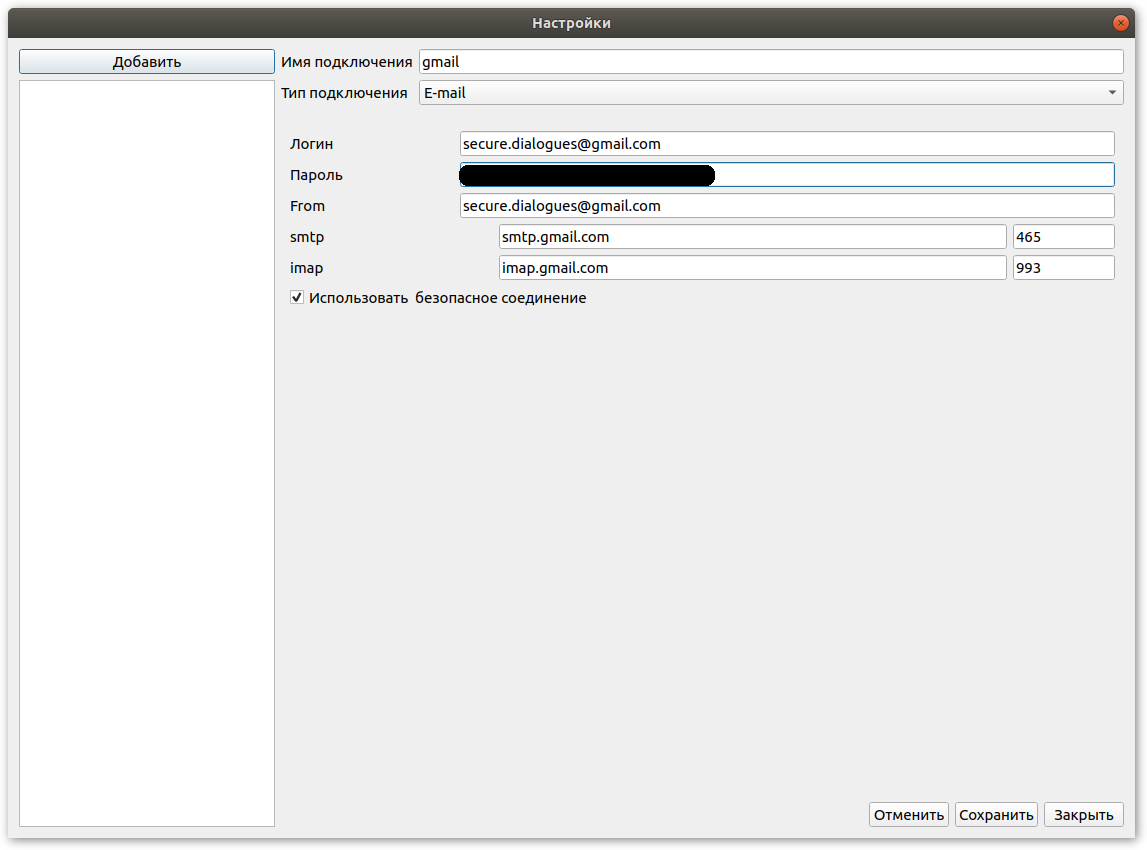 Настройки
Добавить
Имя подключения gmail
Тип подключения E-mail
Логин secure.dialogues@gmail.com
Пароль
From secure.dialogues@gmail.com
smtp smtp.gmail.com 465
imap imap.gmail.com 993
Использовать безопасное соединение
Отменить Сохранить Закрыть